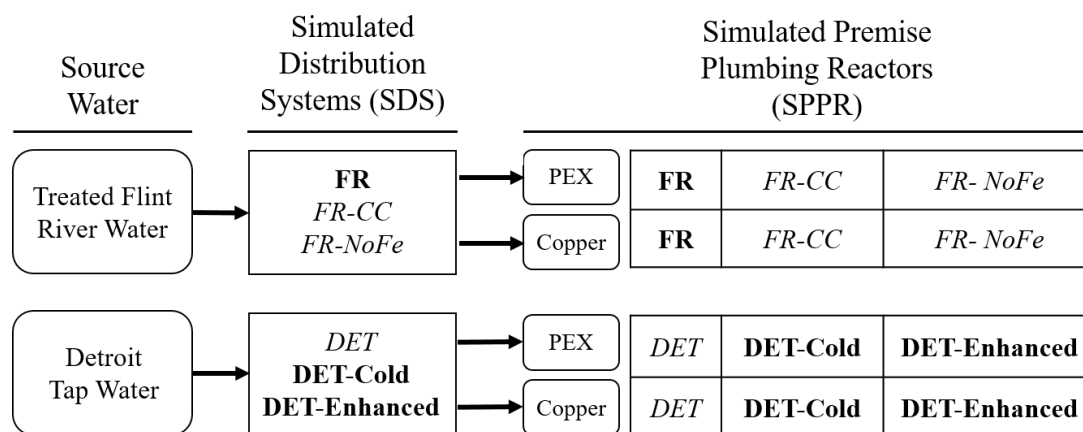 Source
Water
Simulated
Distribution
Systems (SDS)
Simulated Premise
Plumbing Reactors
(SPPR)
Treated Flint
River Water
FR
FR-CC
FR-NoFe
PEX
Copper
FR FR-CC FR- NoFe
FR FR-CC FR- NoFe
Detroit
Tap Water
DET
DET-Cold
DET-Enhanced
PEX
Copper
DET DET-Cold DET-Enhanced
DET DET-Cold DET-Enhanced